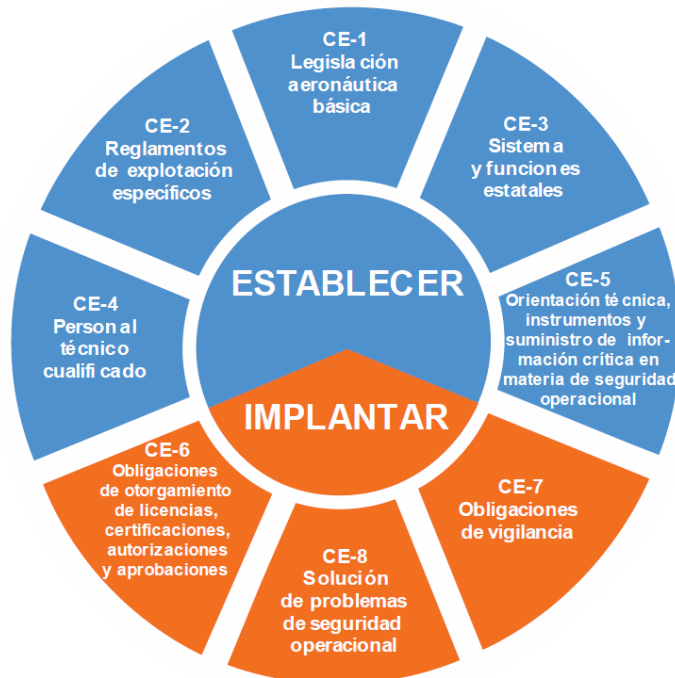 CE-1
Legislación
aeronáutica
básica
CE-2
Reglamentos
de explotación
específicos
CE-3
Sistema
y funciones
estatales
CE-4
Personal
técnico
cualificado
ESTABLECER
CE-5
Orientación técnica,
instrumentos y
suministro de infor-
mación crítica en
materia de seguridad
operacional
IMPLANTAR
CE-6
Obligaciones
de otorgamiento
de licencias,
certificaciones,
autorizaciones
y aprobaciones
CE-7
Obligaciones
de vigilancia
CE-8
Solución
de problemas
de seguridad
operacional